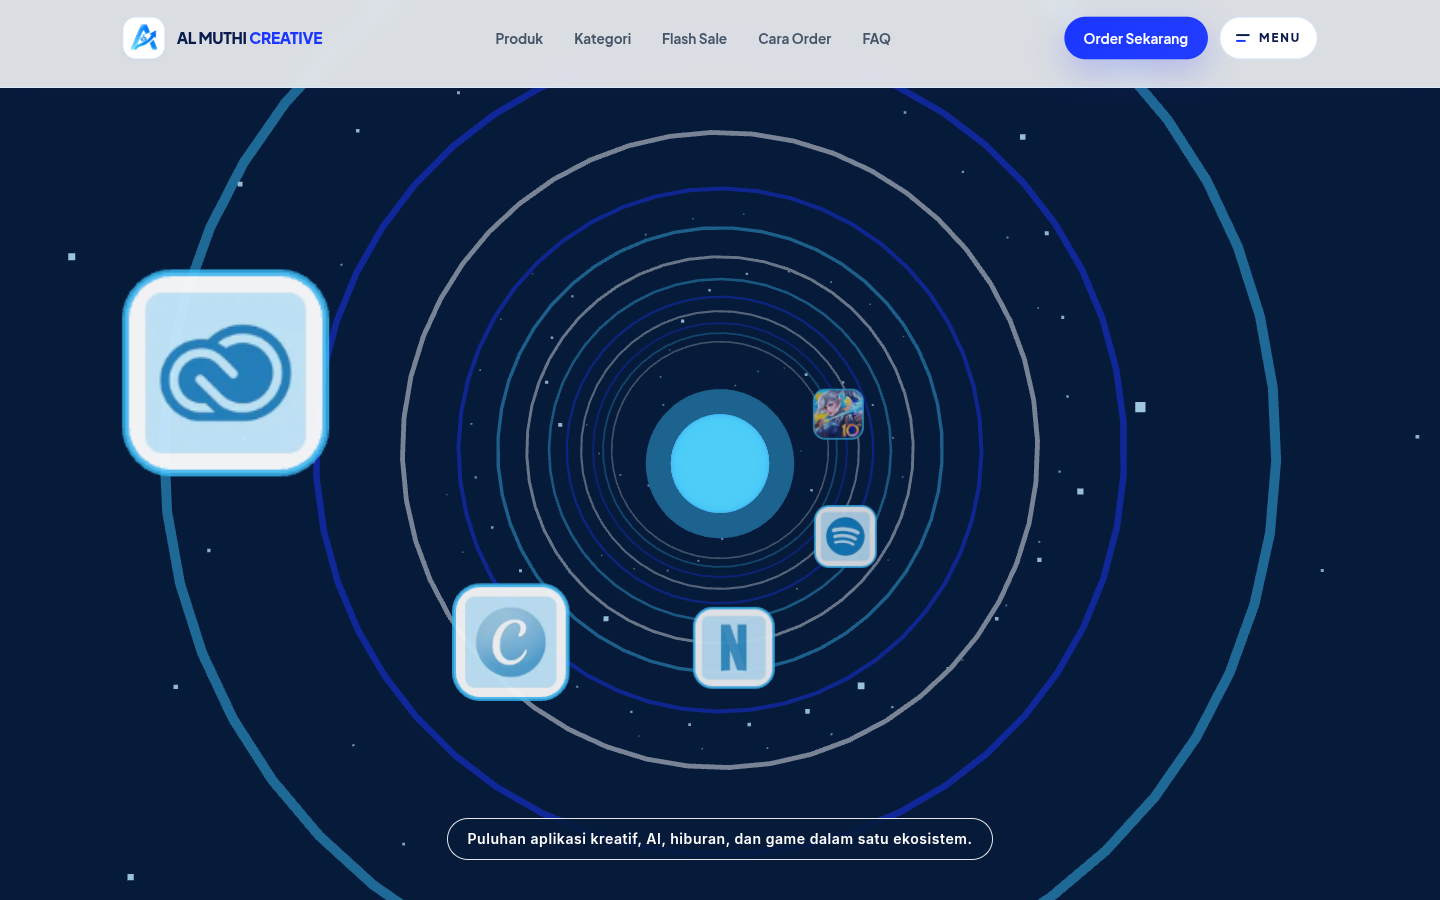 AL MUTHI CREATIVE
Produk
Kategori
Flash Sale
Cara Order
FAQ
Order Sekarang
MENU
10
C
N
Puluhan aplikasi kreatif, AI, hiburan, dan game dalam satu ekosistem.